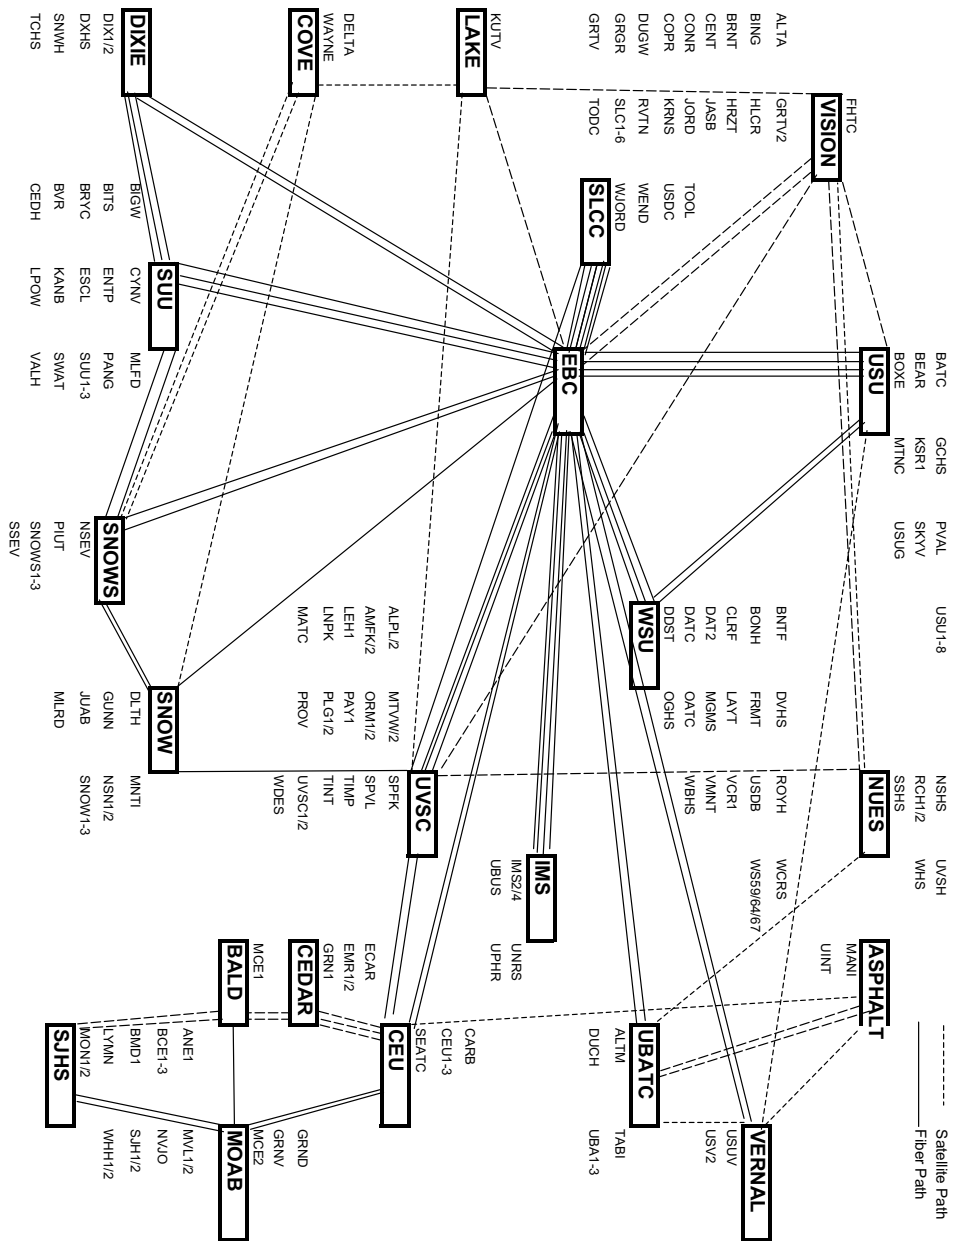 Satellite Path
Fiber Path
BATC
BEAR
BOXE
USU
GCHS
KSR1
MTNC
PVAL
SKYV
USUG
USU1-8
NSHS
RCH1/2
SSHS
NUES
UVSH
WHS
ASPHALT
MANI
UINT
FHTC
VISION
ALTA
BING
BRNT
CENT
CONR
COPR
DUGW
GRGR
GRTV
GRTV2
HLCR
HRZT
JASB
JORD
KRNS
RVTN
SLC1-6
TODC
TOOL
USDC
WEND
WJORD
SLCC
EBC
BNTF
BONH
CLRF
DAT2
DATC
DDST
WSU
DVHS
FRMT
LAYT
MGMS
OATC
OGHS
ROYH
USDB
VCR1
VMNT
WBHS
WCRS
WS59/64/67
USUV
USV2
VERNAL
UBATC
ALTM
DUCH
TABI
UBA1-3
IMS
IMS2/4
UBUS
UNRS
UPHR
KUTV
LAKE
DELTA
WAYNE
COVE
ALPL/2
AMFK/2
LEH1
LNPK
MATC
MTVW/2
ORM1/2
PAY1
PLG1/2
PROV
SPFK
SPVL
TIMP
TINT
UVSC1/2
WDES
UVSC
CARB
CEU1-3
SEATC
CEU
ECAR
EMR1/2
GRN1
CEDAR
MCE1
BALD
GRND
GRNV
MCE2
MOAB
DIXIE
DIX1/2
DXHS
SNWH
TCHS
BIGW
BITS
BRYC
BVR
CEDH
SUU
CYNV
ENTP
ESCL
KANB
LPOW
MLFD
PANG
SUU1-3
SWAT
VALH
SNOWS
NSEV
PIUT
SNOWS1-3
SSEV
SNOW
DLTH
GUNN
JUAB
MLRD
MNTI
NSN1/2
SNOW1-3
ANE1
BCE1-3
BMD1
LYMN
MON1/2
SJHS
MVL1/2
NVJO
SJH1/2
WHH1/2